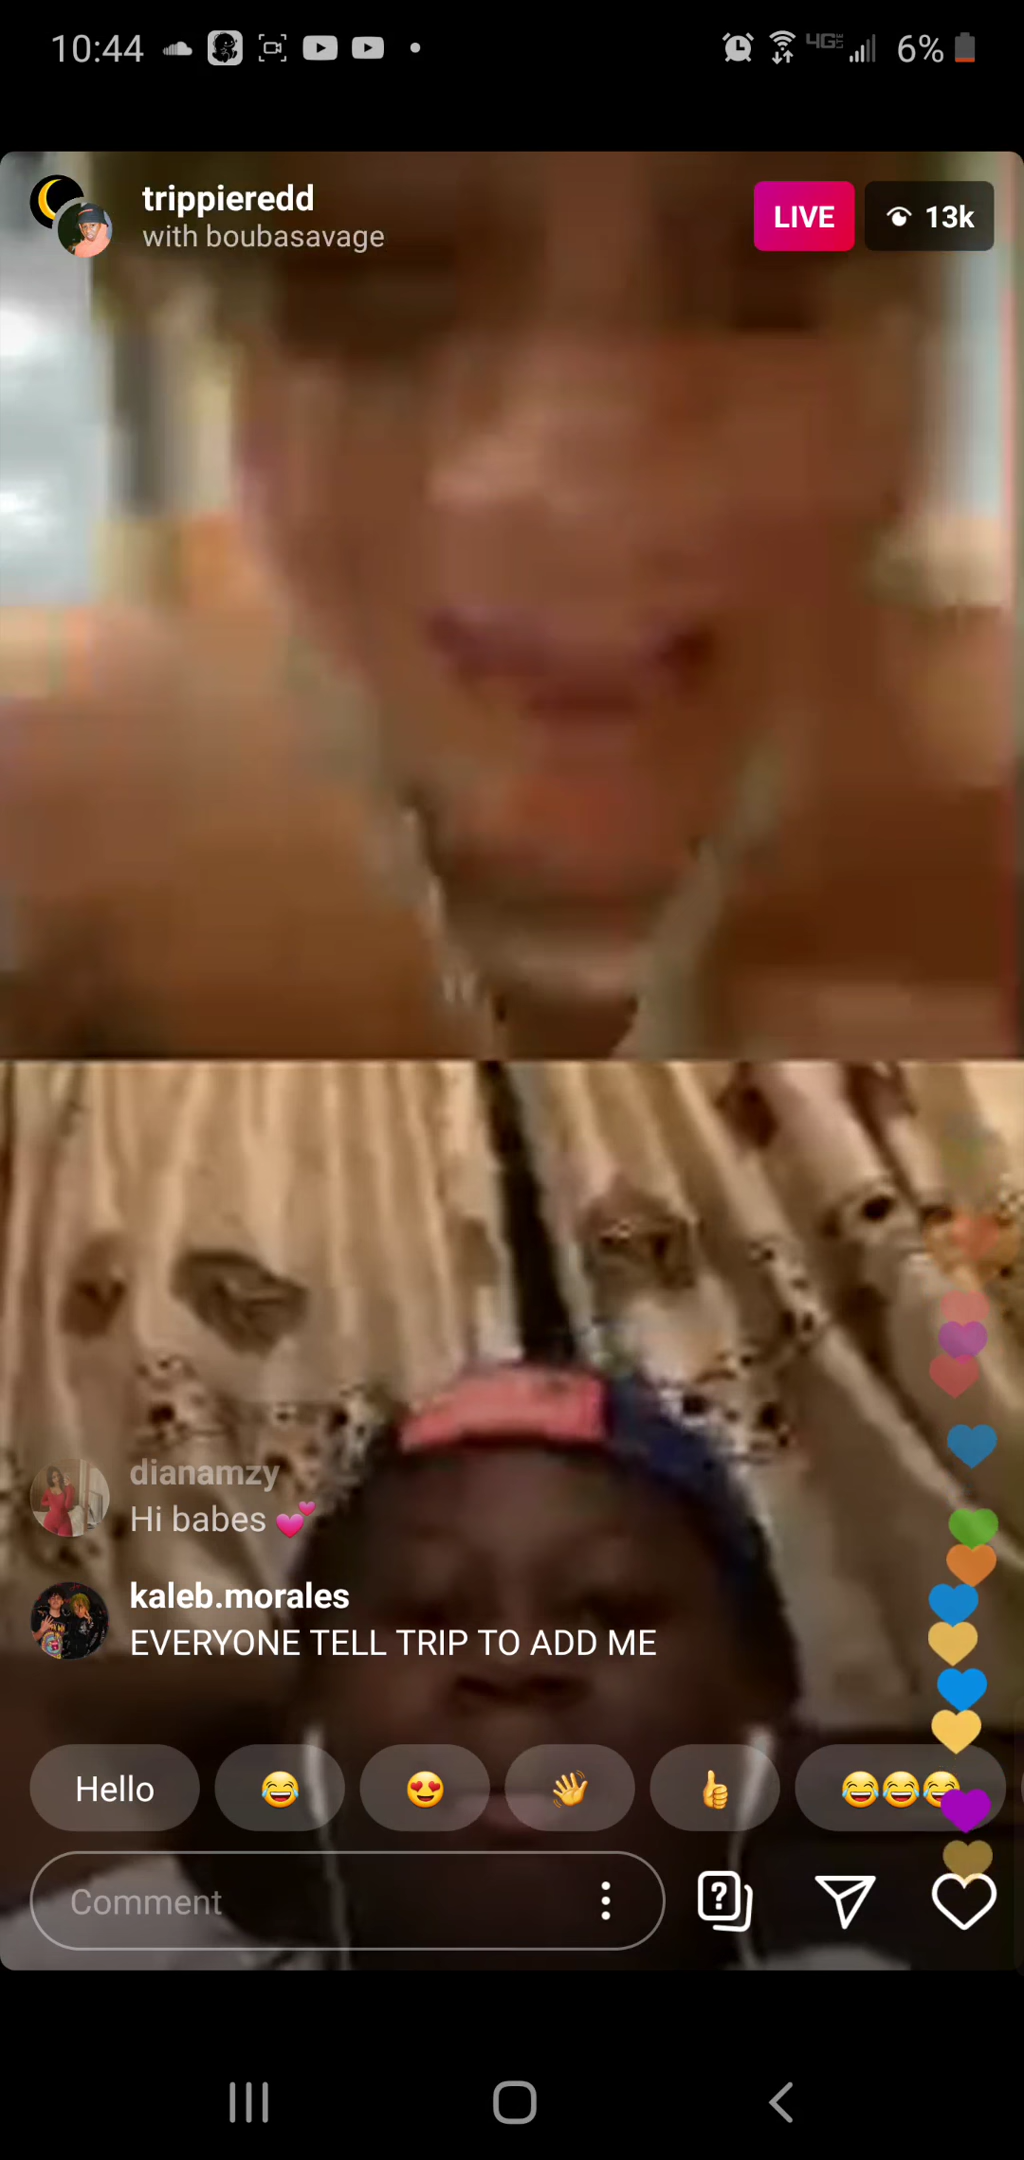 10:44
4G 6%
trippieredd
with boubasavage
LIVE
13k
dianamzy
Hi babes 💕
kaleb.morales
EVERYONE TELL TRIP TO ADD ME
Hello 😂 😍 👋 👍 😂😂😂
Comment